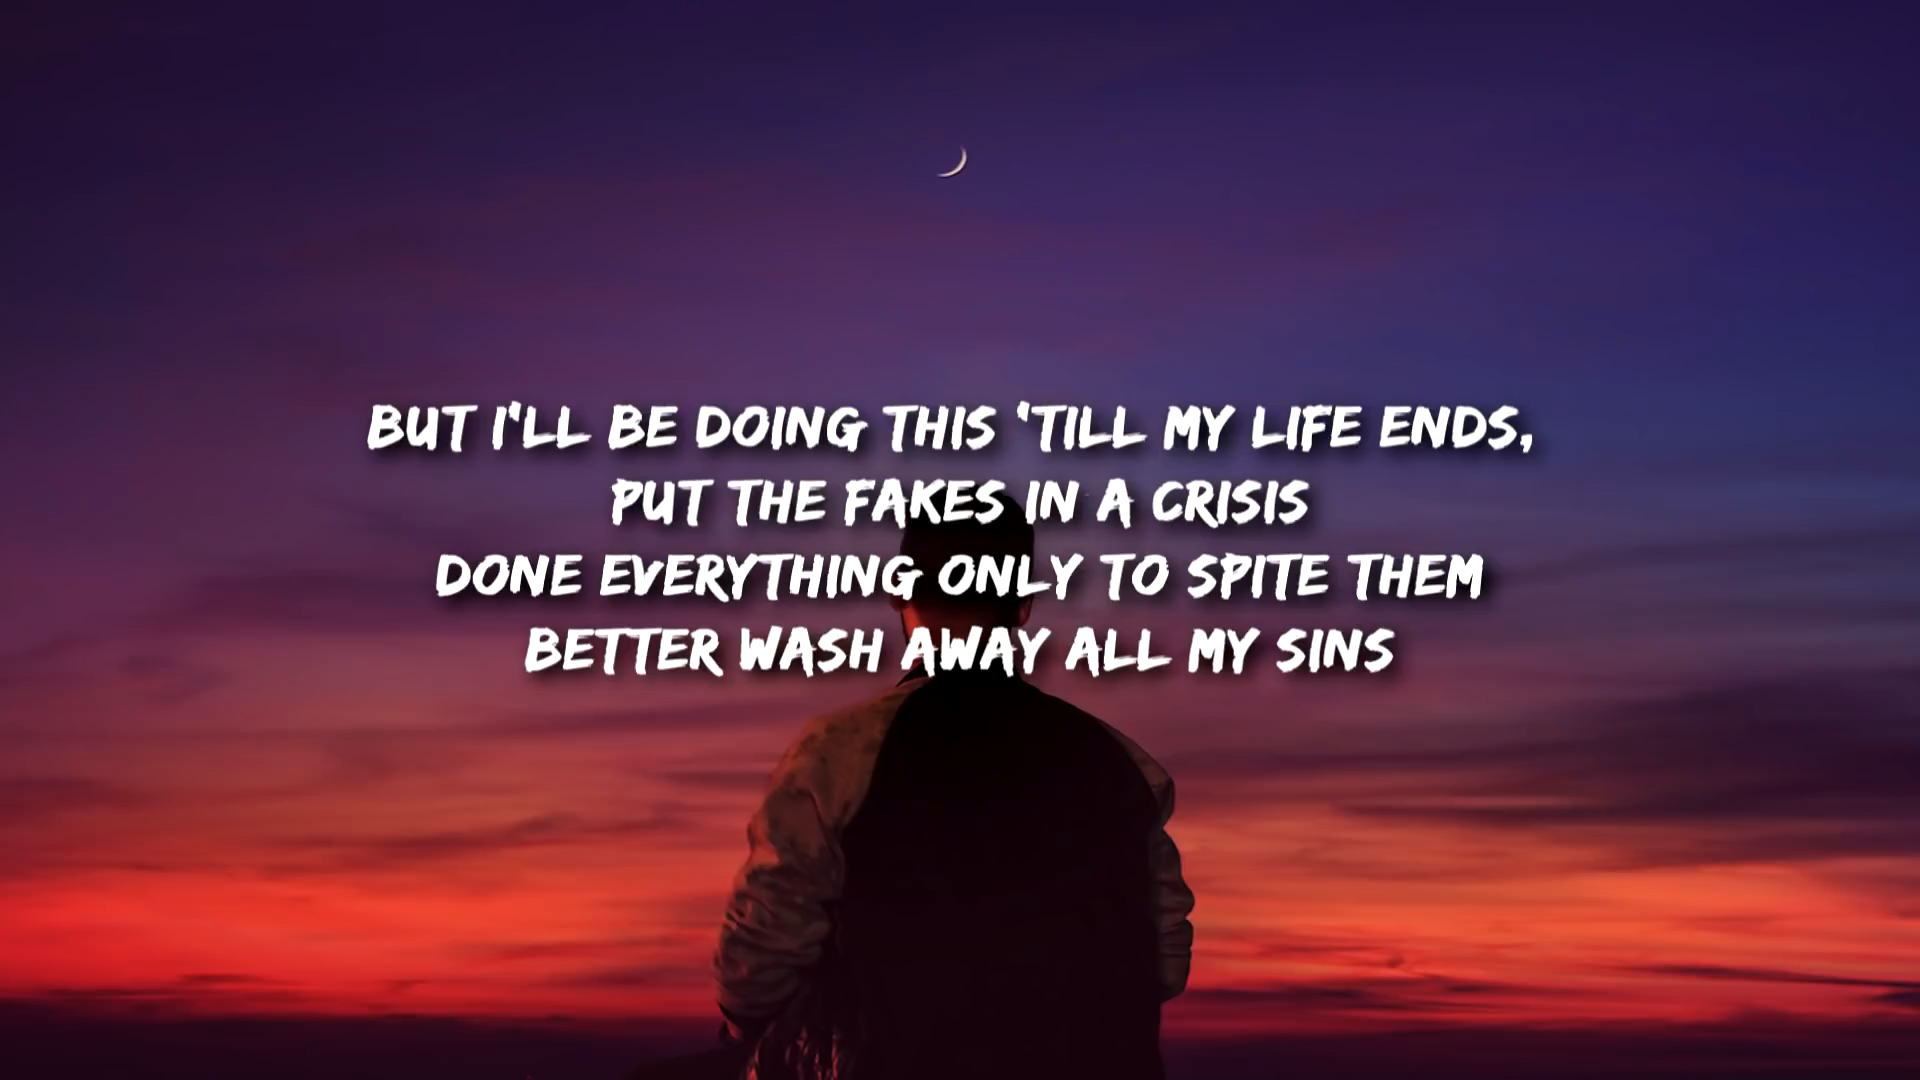 BUT I'LL BE DOING THIS 'TILL MY LIFE ENDS,
PUT THE FAKES IN A CRISIS
DONE EVERYTHING ONLY TO SPITE THEM
BETTER WASH AWAY ALL MY SINS